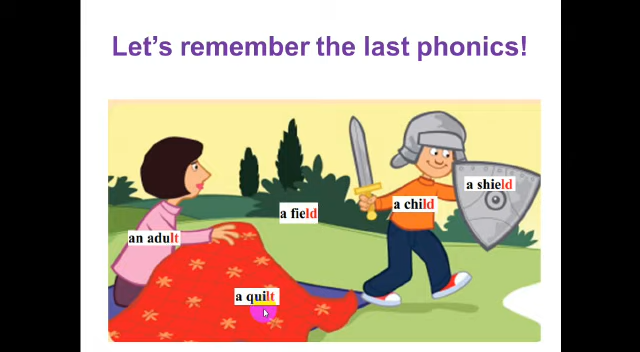 Let's remember the last phonics!
a shield
a child
a field
an adult
a quilt